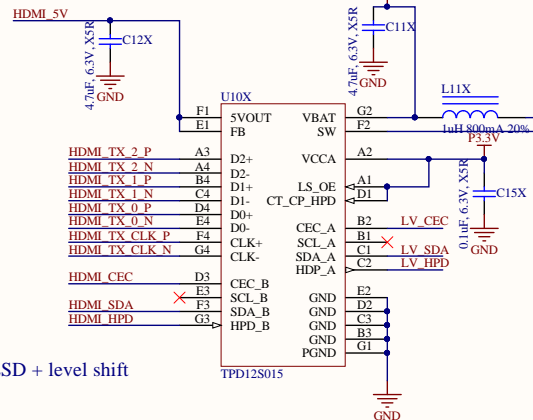 HDMI_5V
C12X
4.7uF, 6.3V, X5R
GND
C11X
4.7uF, 6.3V, X5R
GND
U10X
L11X
1uH 800mA 20%
P3.3V
C15X
0.1uF, 6.3V, X5R
GND
F1 5VOUT VBAT G2
E1 FB SW F2
HDMI_TX_2_P A3 D2+ VCCA A2
HDMI_TX_2_N A4 D2-
HDMI_TX_1_P B4 D1+ LS_OE A1
HDMI_TX_1_N C4 D1- CT_CP_HPD D1
HDMI_TX_0_P D4 D0+
HDMI_TX_0_N E4 D0- CEC_A B2 LV_CEC
HDMI_TX_CLK_P F4 CLK+ SCL_A B1
HDMI_TX_CLK_N G4 CLK- SDA_A C1 LV_SDA
HDP_A C2 LV_HPD
HDMI_CEC D3 CEC_B
E3 SCL_B GND E2
HDMI_SDA F3 SDA_B GND D2
HDMI_HPD G3 HPD_B GND C3
GND B3
PGND G1
TPD12S015
SD + level shift
GND